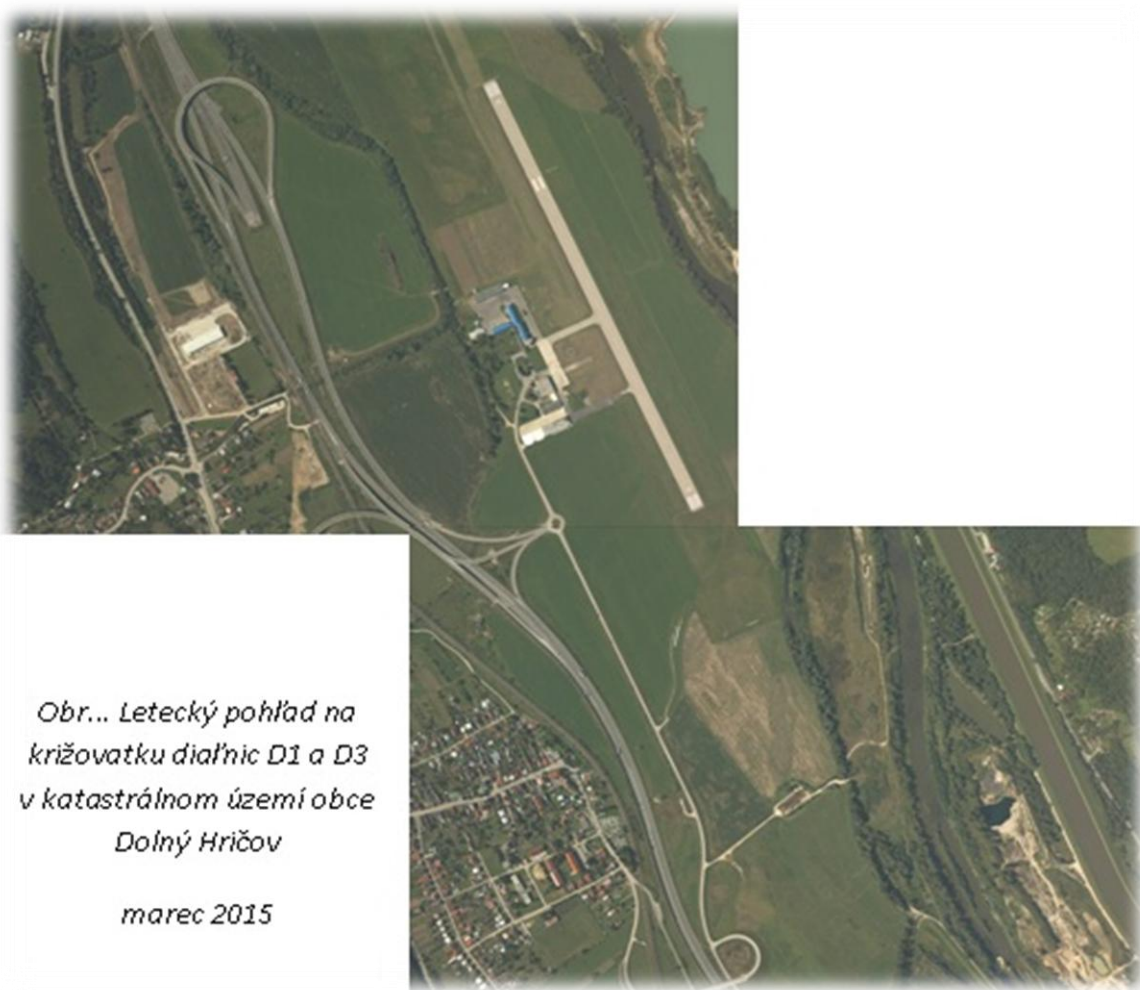 Obr... Letecký pohľad na
križovatku diaľnic D1 a D3
v katastrálnom území obce
Dolný Hričov
marec 2015